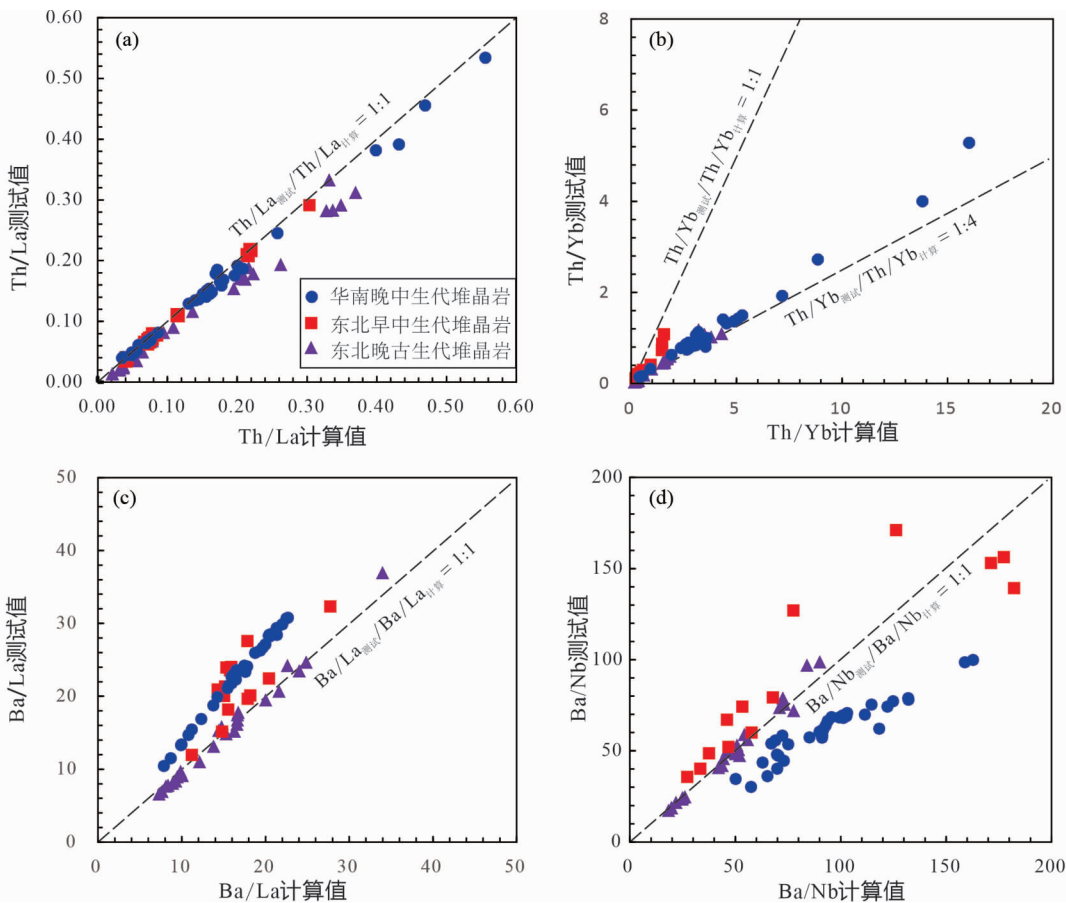 (a)
0.60
0.50
0.40
0.30
0.20
0.10
0.00
Th/La测试值
Th/La测试/Th/La计算 = 1:1
华南晚中生代堆晶岩
东北早中生代堆晶岩
东北晚古生代堆晶岩
0.00 0.10 0.20 0.30 0.40 0.50 0.60
Th/La计算值
(b)
8
6
4
2
0
Th/Yb测试值
Th/Yb测试/Th/Yb计算 = 1:1
Th/Yb测试/Th/Yb计算 = 1:4
0 5 10 15 20
Th/Yb计算值
(c)
50
40
30
20
10
0
Ba/La测试值
Ba/La测试/Ba/La计算 = 1:1
0 10 20 30 40 50
Ba/La计算值
(d)
200
150
100
50
0
Ba/Nb测试值
Ba/Nb测试/Ba/Nb计算 = 1:1
0 50 100 150 200
Ba/Nb计算值